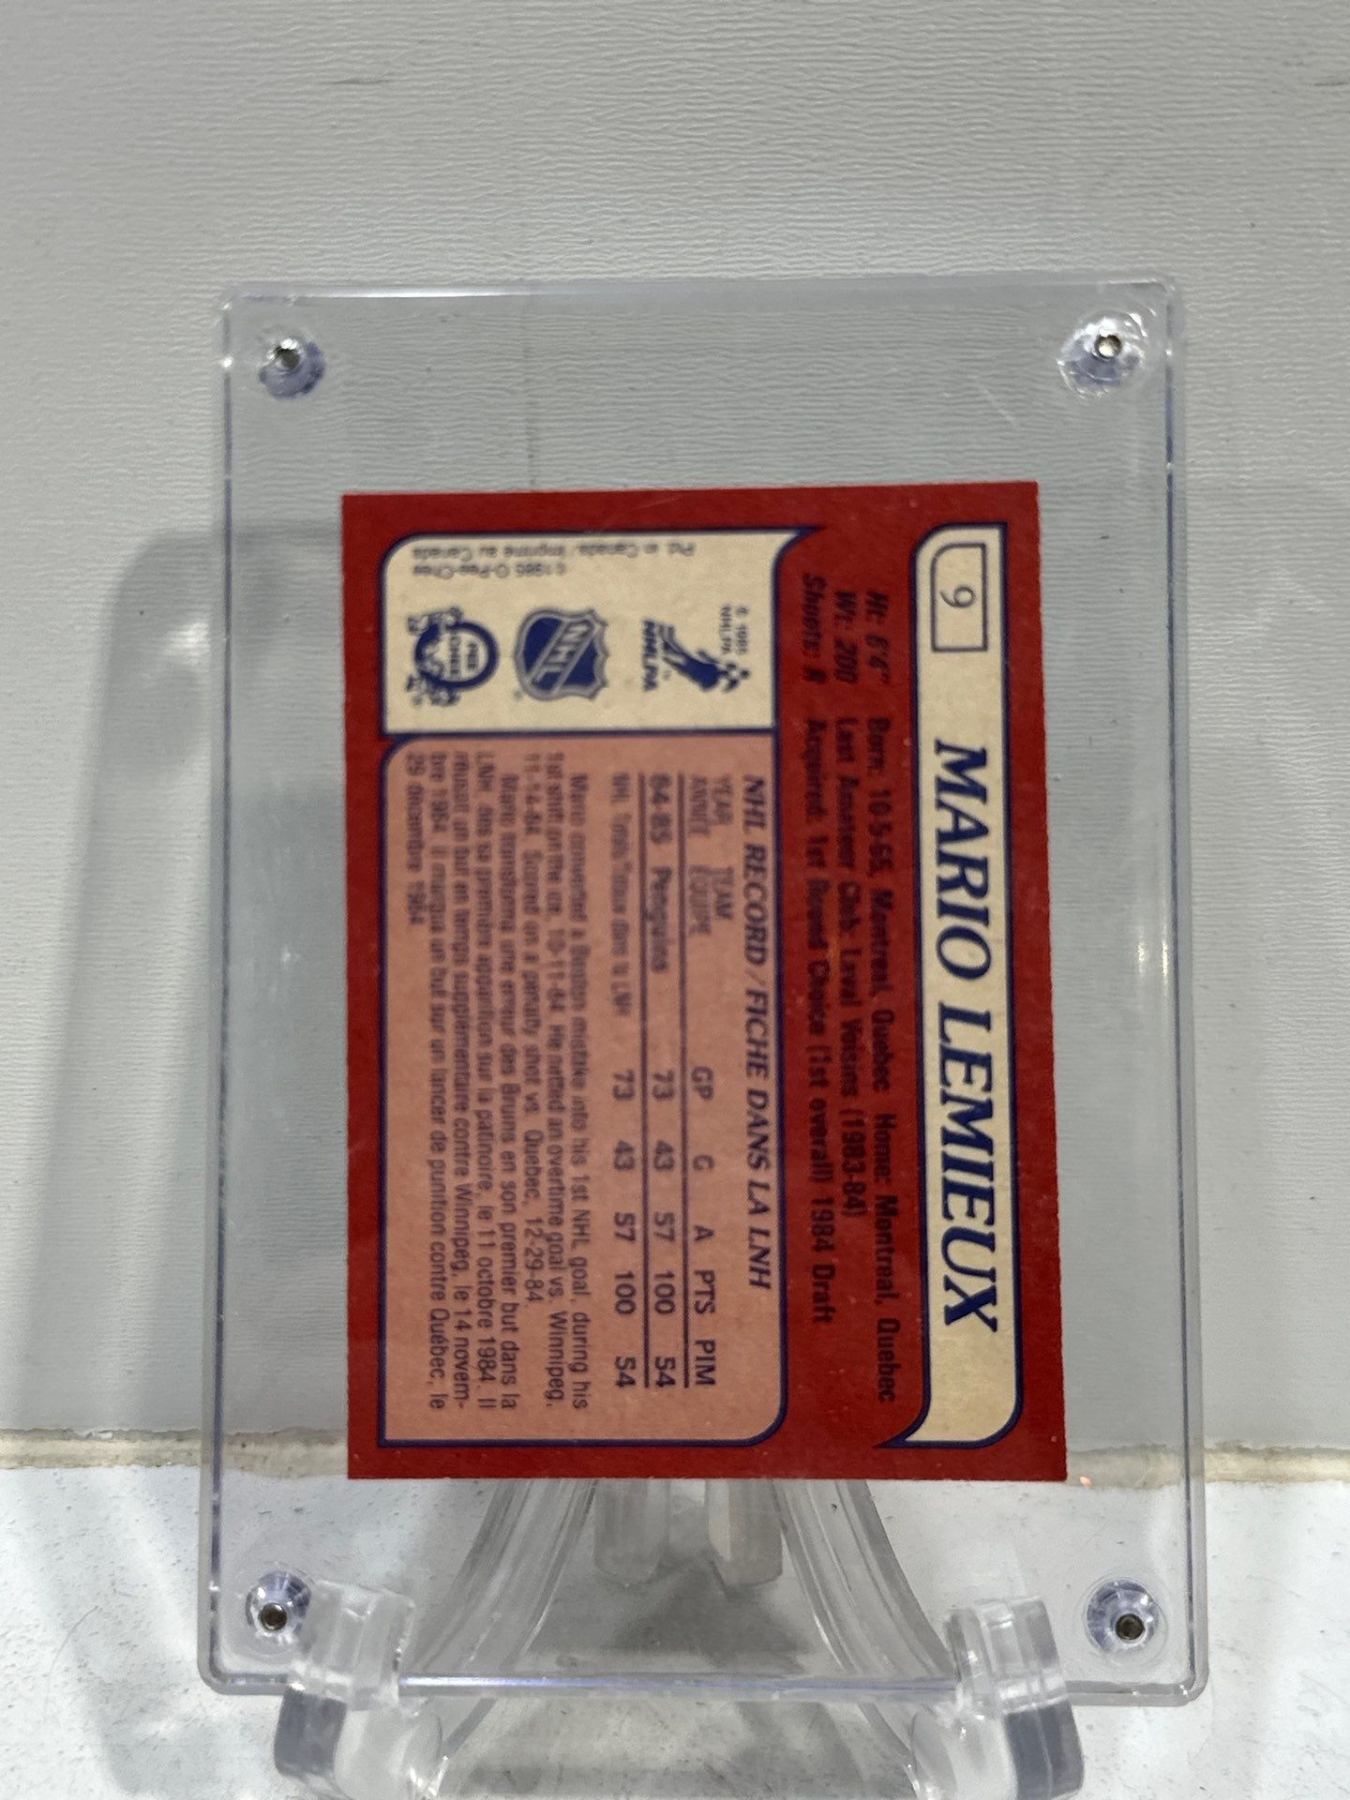 9
MARIO LEMIEUX
Ht: 6'4" Born: 10-5-65, Montreal, Quebec Home: Montreal, Quebec
Wt: 200 Last Amateur Club: Laval Voisins (1983-84)
Shoots: R Acquired: 1st Round Choice (1st overall) 1984 Draft
© 1985
NHLPA
NHLPA
NHL
O PEE CHEE
©1985 O-Pee-Chee
Ptd. in Canada/Imprimé au Canada
NHL RECORD/FICHE DANS LA LNH
YEAR TEAM
ANNÉE ÉQUIPE GP G A PTS PIM
84-85 Penguins 73 43 57 100 54
NHL Totals/Totaux dans la LNH 73 43 57 100 54
Mario converted a Boston mistake into his 1st NHL goal, during his
1st shift on the ice, 10-11-84. He netted an overtime goal vs. Winnipeg,
11-14-84. Scored on a penalty shot vs. Quebec, 12-29-84.
Mario transforma une erreur des Bruins en son premier but dans la
LNH, dès sa première apparition sur la patinoire, le 11 octobre 1984. Il
réussit un but en temps supplémentaire contre Winnipeg, le 14 novem-
bre 1984. Il marqua un but sur un lancer de punition contre Québec, le
29 décembre 1984.